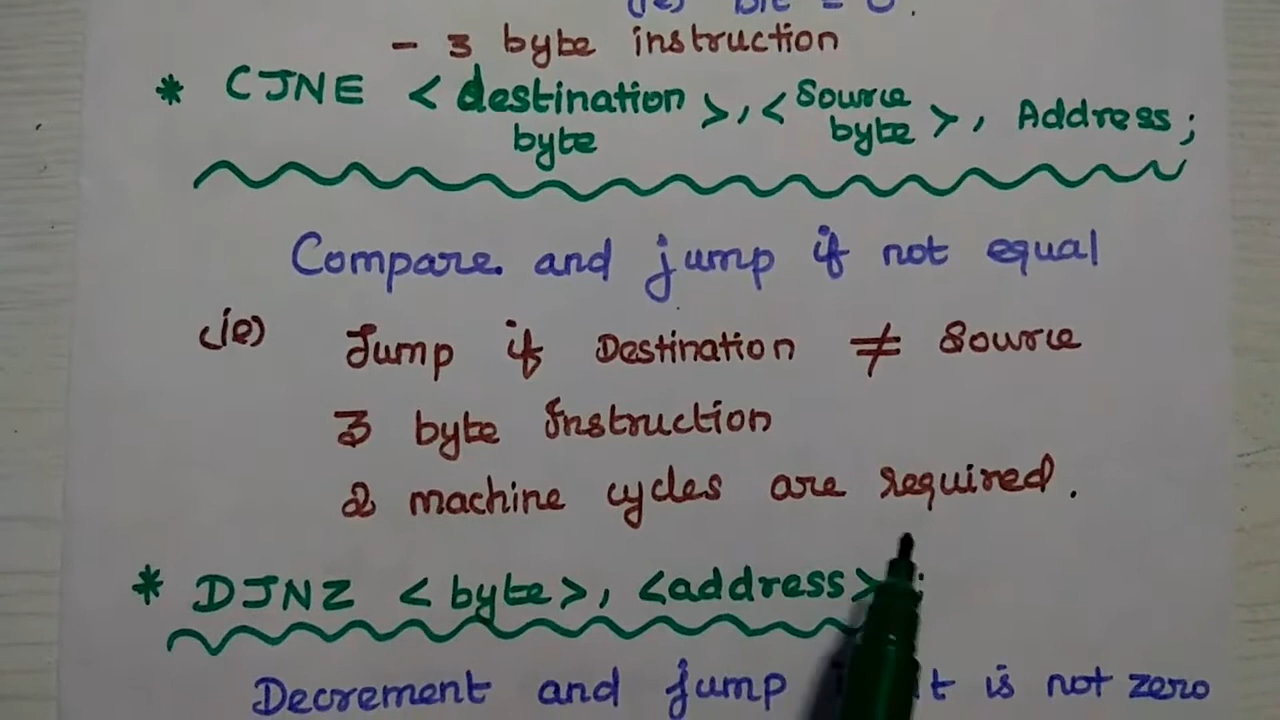 - 3 byte instruction
* CJNE < destination byte >, < Source byte >, Address;
Compare and jump if not equal
(ie) Jump if Destination ≠ Source
3 byte Instruction
2 machine cycles are required.
* DJNZ <byte>, <address> ;
Decrement and jump it is not zero